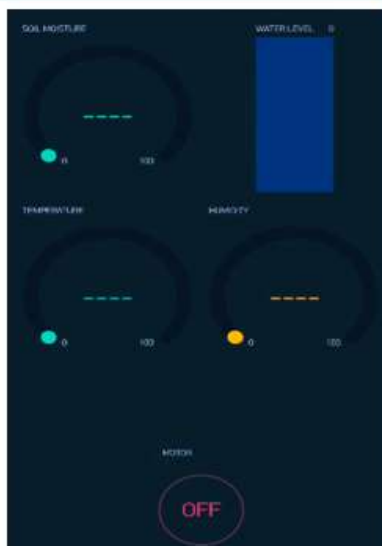 SOIL MOISTURE
WATER LEVEL 0
----
0 100
TEMPERATURE
HUMIDITY
---- ----
0 100 0 100
MOTOR
OFF